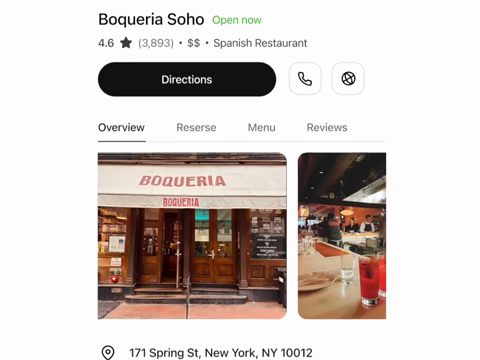 Boqueria Soho Open now
4.6 ★ (3,893) • $$ • Spanish Restaurant
Directions
Overview Reserse Menu Reviews
BOQUERIA
BOQUERIA
171 Spring St, New York, NY 10012